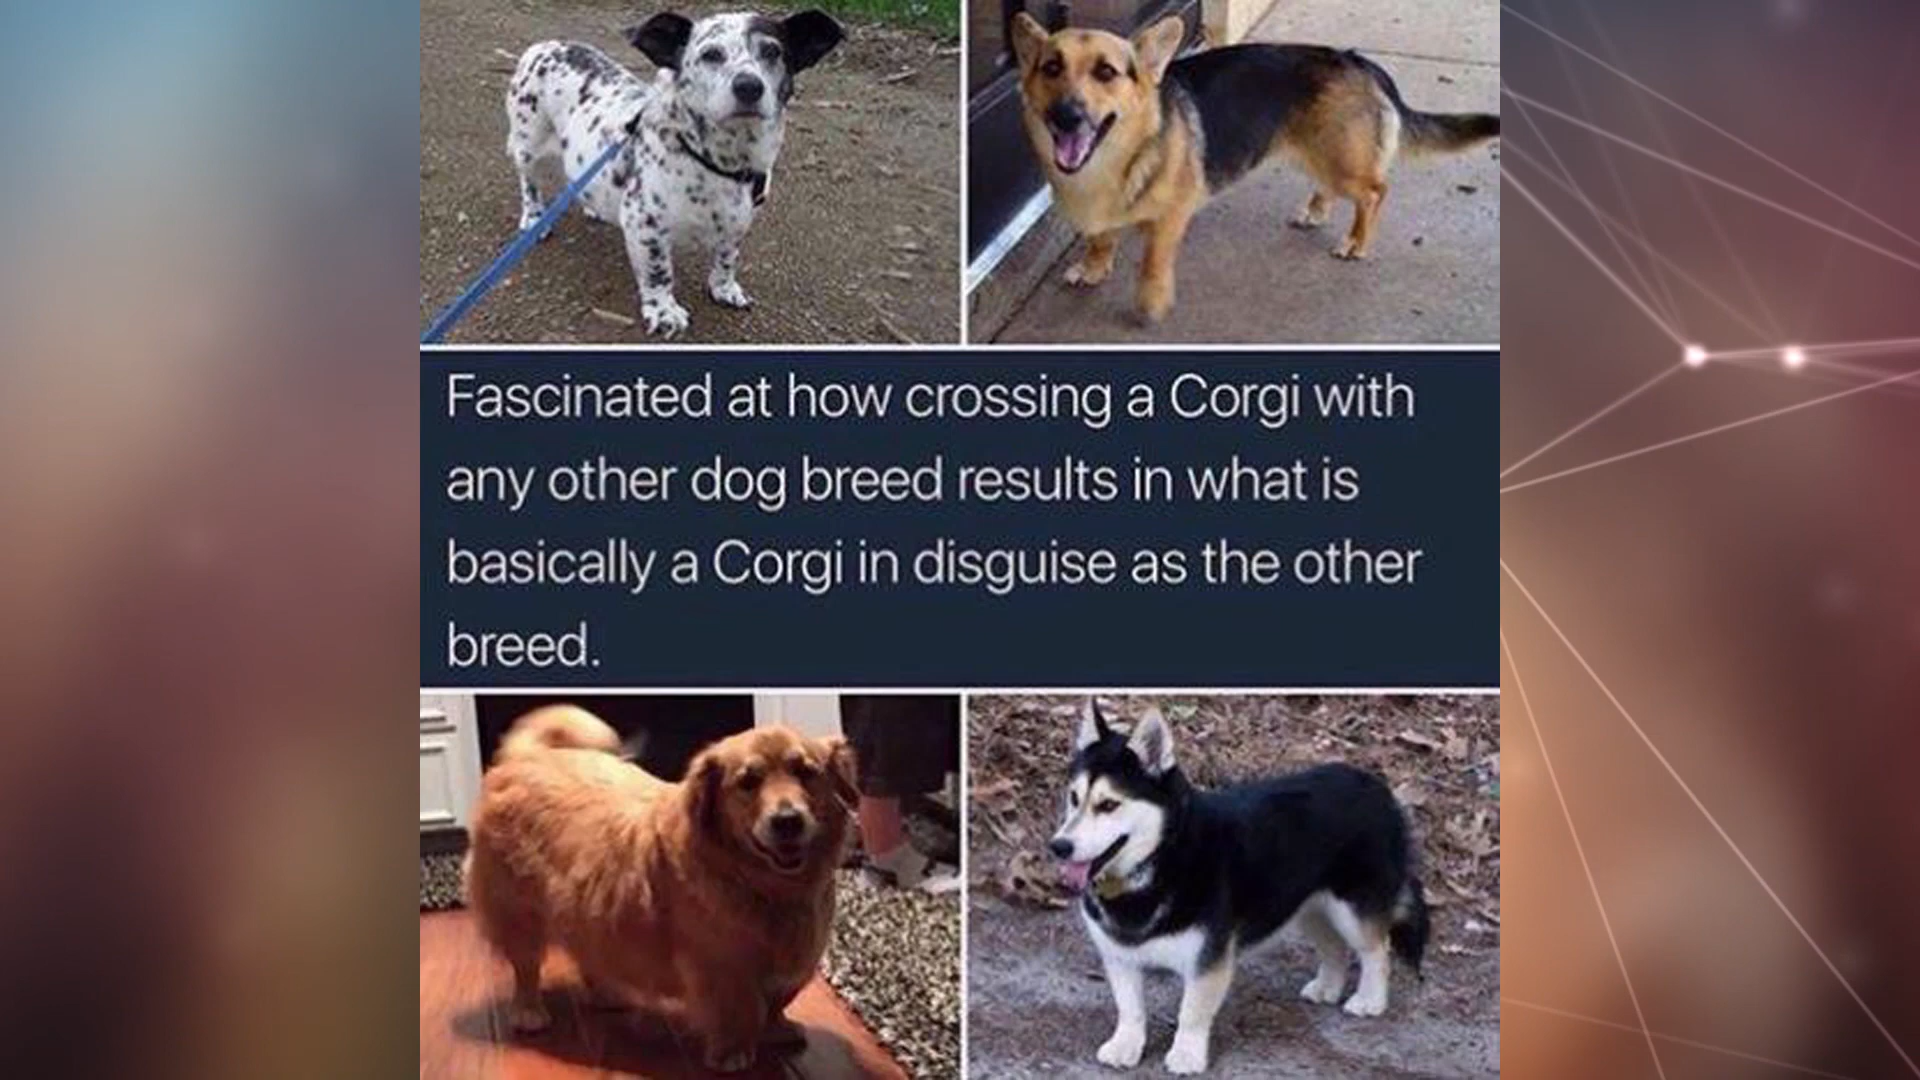 Fascinated at how crossing a Corgi with
any other dog breed results in what is
basically a Corgi in disguise as the other
breed.